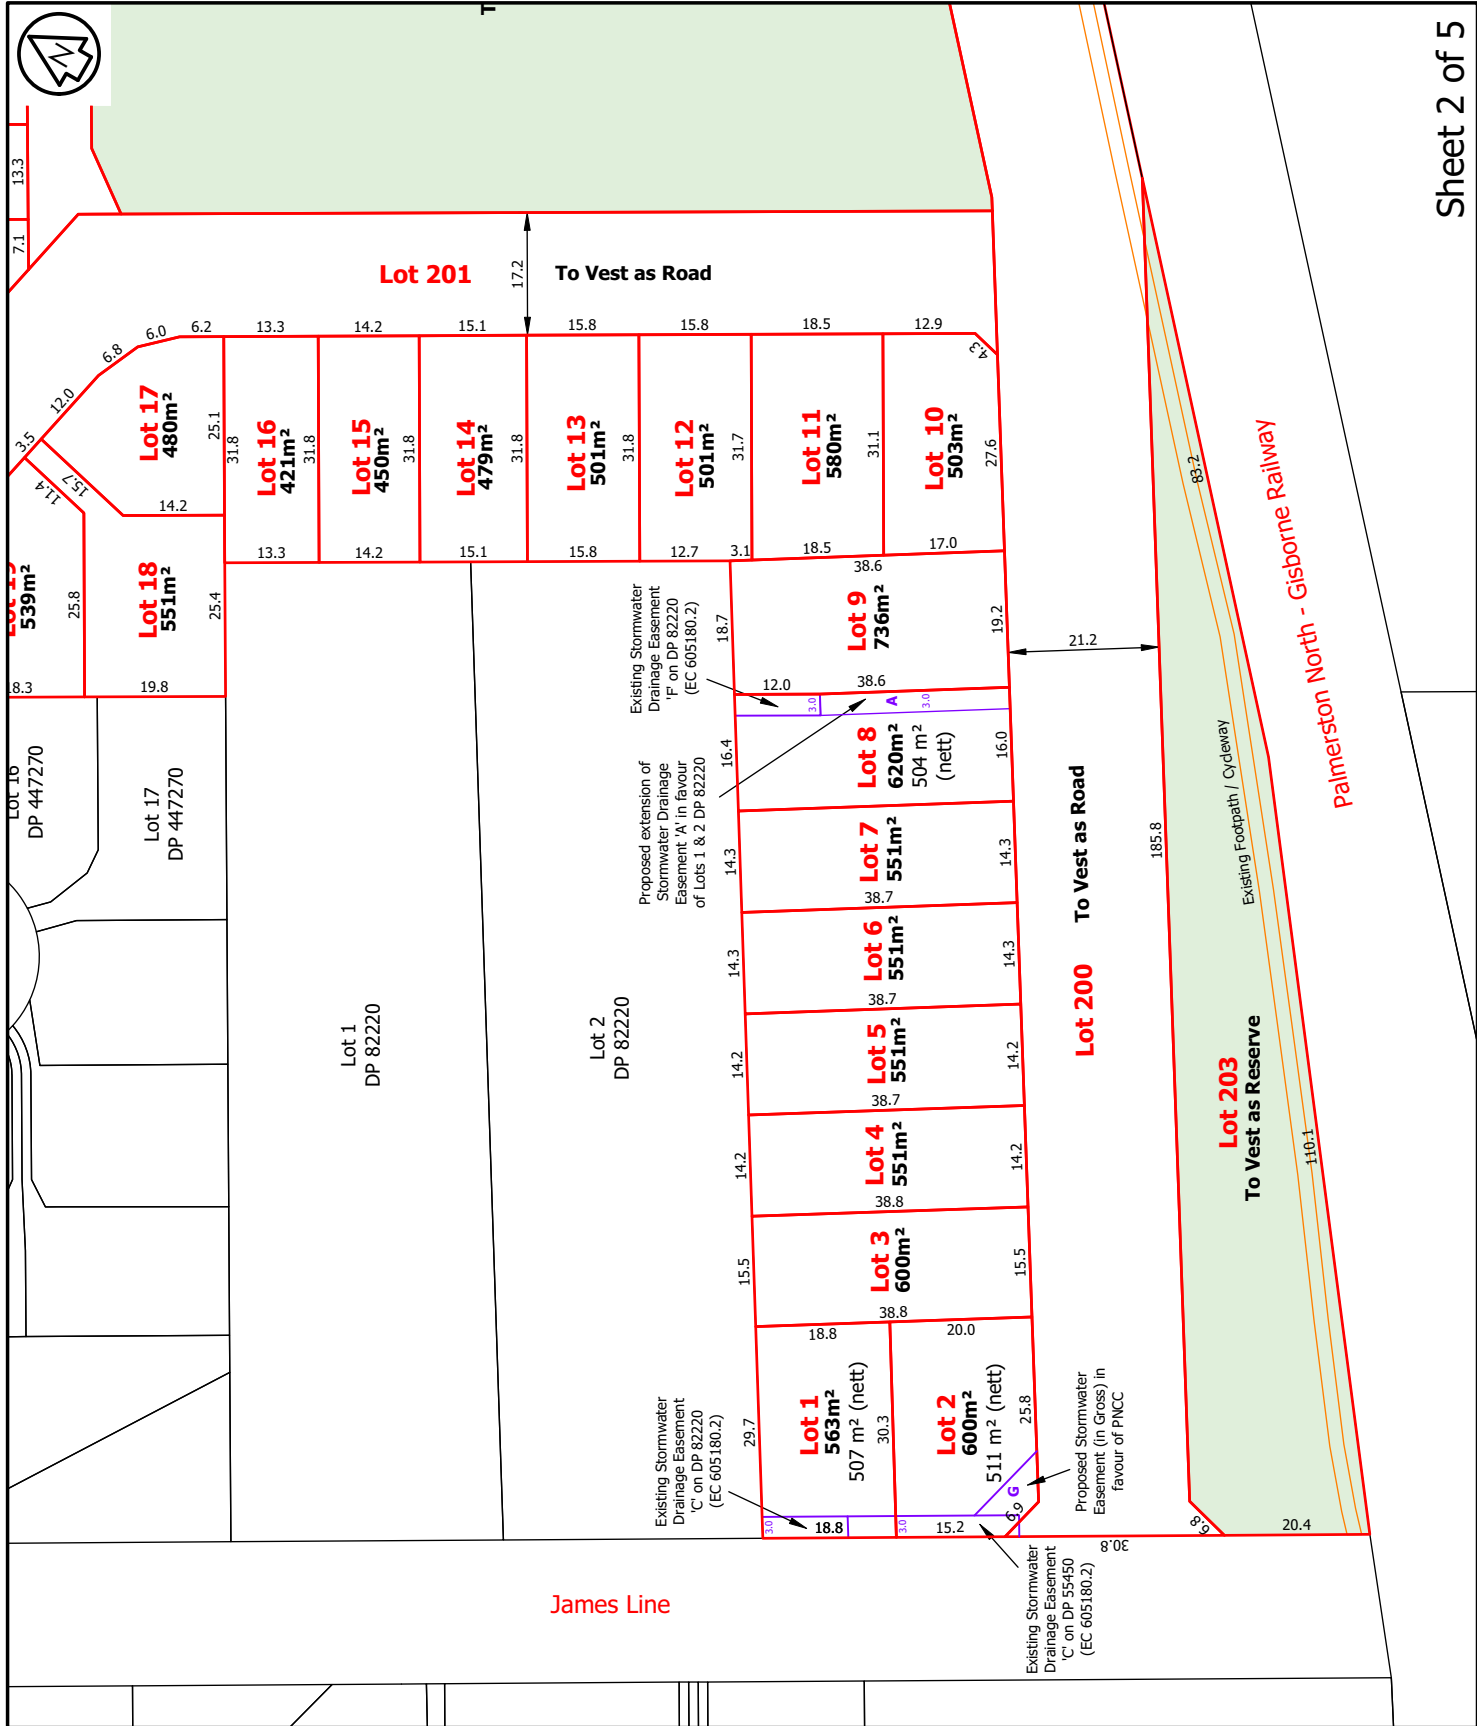 Sheet 2 of 5
N
T
13.3
7.1
Lot 201
To Vest as Road
17.2
6.0
6.2
13.3
14.2
15.1
15.8
15.8
18.5
12.9
4.3
6.8
12.0
3.5
11.4
15.7
Lot 17
480m²
25.1
14.2
Lot 16
421m²
31.8
31.8
Lot 15
450m²
31.8
Lot 14
479m²
31.8
Lot 13
501m²
31.8
Lot 12
501m²
31.7
Lot 11
580m²
31.1
Lot 10
503m²
27.6
13.3
14.2
15.1
15.8
12.7
3.1
18.5
17.0
Lot 19
539m²
25.8
18.3
Lot 18
551m²
25.4
19.8
Lot 16
DP 447270
Lot 17
DP 447270
Lot 1
DP 82220
Lot 2
DP 82220
Existing Stormwater
Drainage Easement
'F' on DP 82220
(EC 605180.2)
Proposed extension of
Stormwater Drainage
Easement 'A' in favour
of Lots 1 & 2 DP 82220
38.6
Lot 9
736m²
18.7
19.2
12.0
38.6
3.0
A
3.0
Lot 8
620m²
504 m²
(nett)
16.4
16.0
Lot 7
551m²
14.3
14.3
38.7
Lot 6
551m²
14.3
14.3
38.7
Lot 5
551m²
14.2
14.2
38.7
Lot 4
551m²
14.2
14.2
38.8
Lot 3
600m²
15.5
15.5
38.8
18.8
20.0
Lot 1
563m²
507 m² (nett)
29.7
30.3
Lot 2
600m²
511 m² (nett)
25.8
G
6.9
3.0
18.8
3.0
15.2
Existing Stormwater
Drainage Easement
'C' on DP 82220
(EC 605180.2)
Proposed Stormwater
Easement (in Gross) in
favour of PNCC
Existing Stormwater
Drainage Easement
'C' on DP 55450
(EC 605180.2)
30.8
6.8
20.4
21.2
Lot 200
To Vest as Road
185.8
Existing Footpath / Cycleway
83.2
110.1
Lot 203
To Vest as Reserve
Palmerston North - Gisborne Railway
James Line